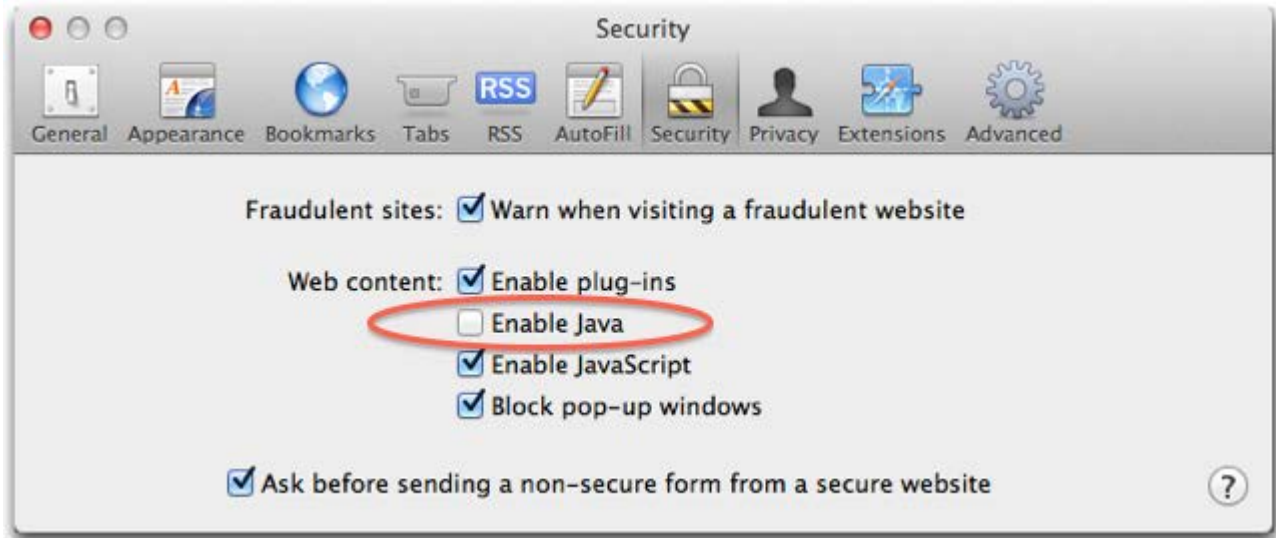 Security
General Appearance Bookmarks Tabs RSS AutoFill Security Privacy Extensions Advanced
RSS
Fraudulent sites: Warn when visiting a fraudulent website
Web content: Enable plug-ins
Enable Java
Enable JavaScript
Block pop-up windows
Ask before sending a non-secure form from a secure website
?